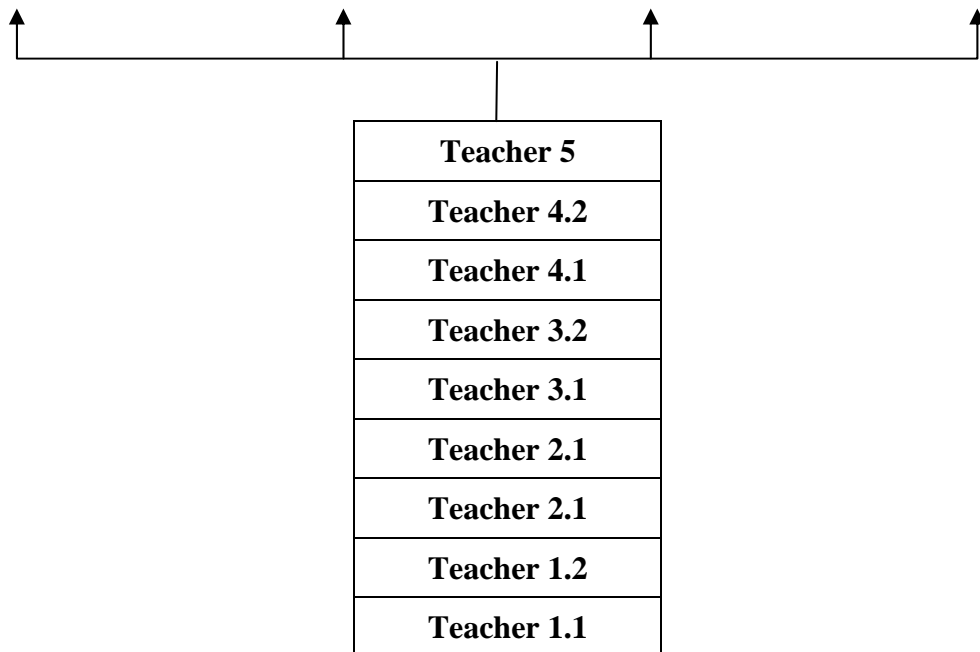 Teacher 5
Teacher 4.2
Teacher 4.1
Teacher 3.2
Teacher 3.1
Teacher 2.1
Teacher 2.1
Teacher 1.2
Teacher 1.1